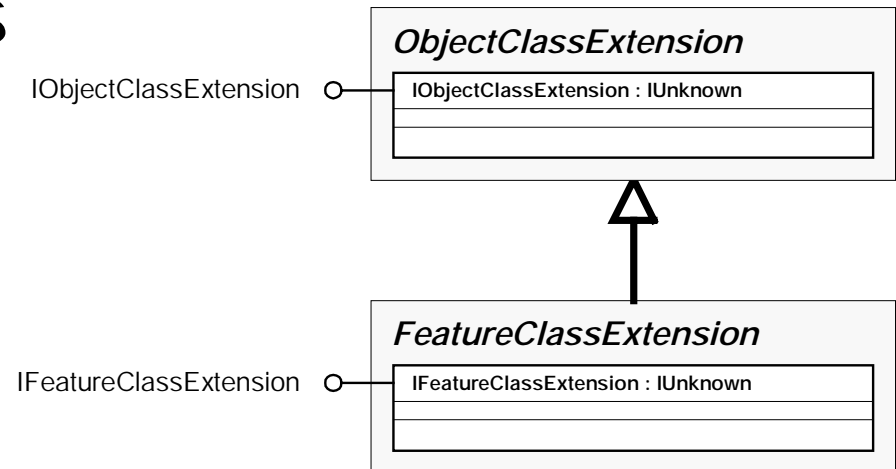 s
ObjectClassExtension
IObjectClassExtension
IObjectClassExtension : IUnknown
FeatureClassExtension
IFeatureClassExtension
IFeatureClassExtension : IUnknown